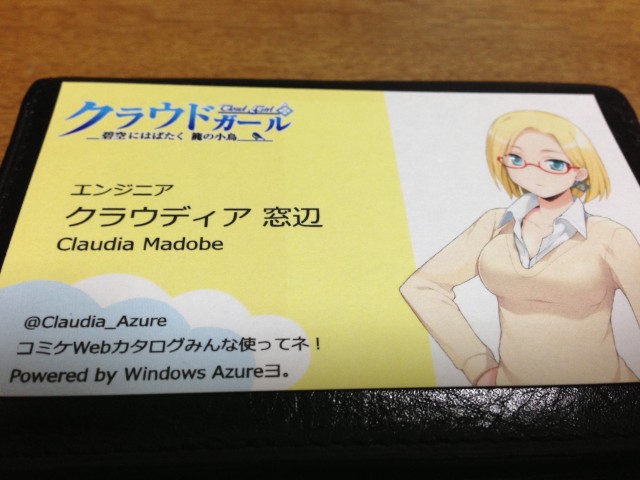 Cloud Girl
クラウドガール
碧空にはばたく 籠の小鳥
エンジニア
クラウディア 窓辺
Claudia Madobe
@Claudia_Azure
コミケWebカタログみんな使ってネ！
Powered by Windows Azureヨ。